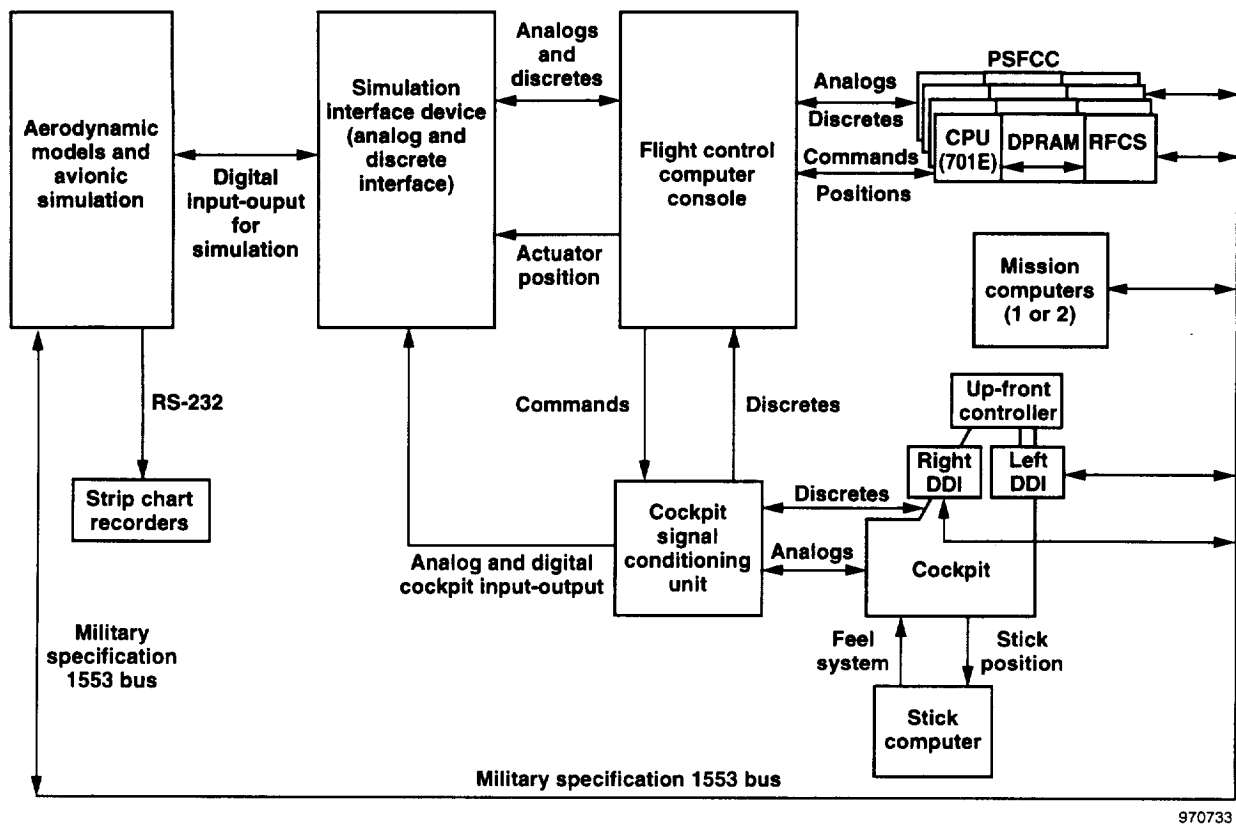 Aerodynamic
models and
avionic
simulation
Digital
input-ouput
for
simulation
Simulation
interface device
(analog and
discrete
interface)
Analogs
and
discretes
Actuator
position
Flight control
computer
console
Analogs
Discretes
Commands
Positions
PSFCC
CPU
(701E)
DPRAM
RFCS
Mission
computers
(1 or 2)
RS-232
Strip chart
recorders
Commands
Discretes
Up-front
controller
Right
DDI
Left
DDI
Cockpit
signal
conditioning
unit
Discretes
Analogs
Cockpit
Analog and digital
cockpit input-output
Military
specification
1553 bus
Feel
system
Stick
position
Stick
computer
Military specification 1553 bus
970733